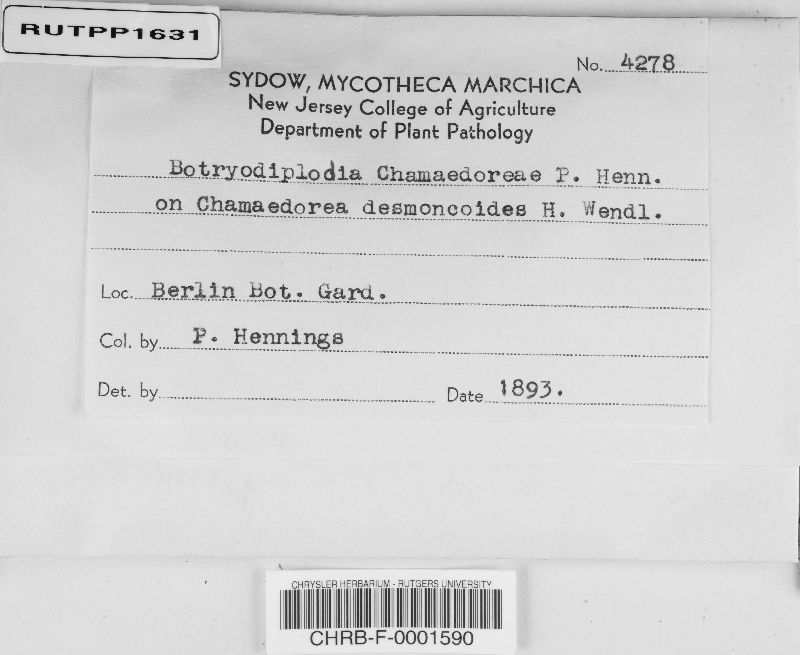 RUTPP1631
No. 4278
SYDOW, MYCOTHECA MARCHICA
New Jersey College of Agriculture
Department of Plant Pathology
Botryodiplodia Chamaedoreae P. Henn.
on Chamaedorea desmoncoides H. Wendl.
Loc. Berlin Bot. Gard.
Col. by P. Hennings
Det. by
Date 1893.
CHRYSLER HERBARIUM - RUTGERS UNIVERSITY
CHRB-F-0001590